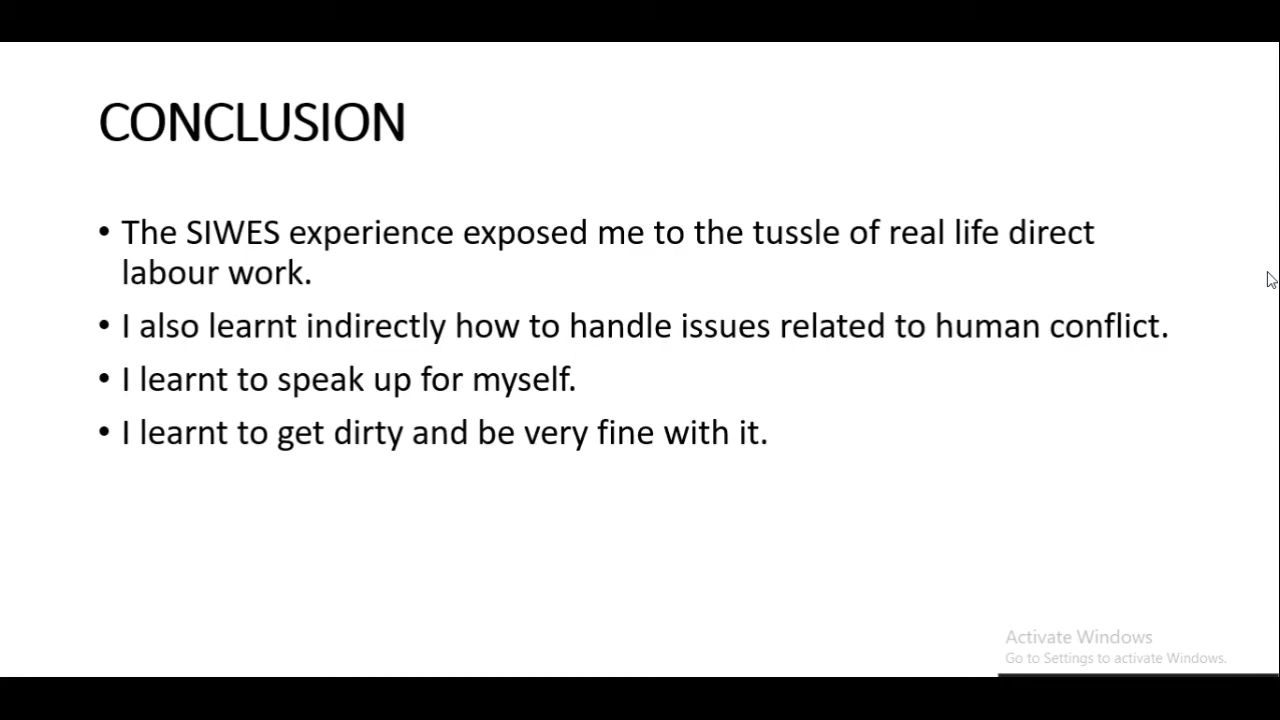 CONCLUSION
• The SIWES experience exposed me to the tussle of real life direct
labour work.
• I also learnt indirectly how to handle issues related to human conflict.
• I learnt to speak up for myself.
• I learnt to get dirty and be very fine with it.
Activate Windows
Go to Settings to activate Windows.